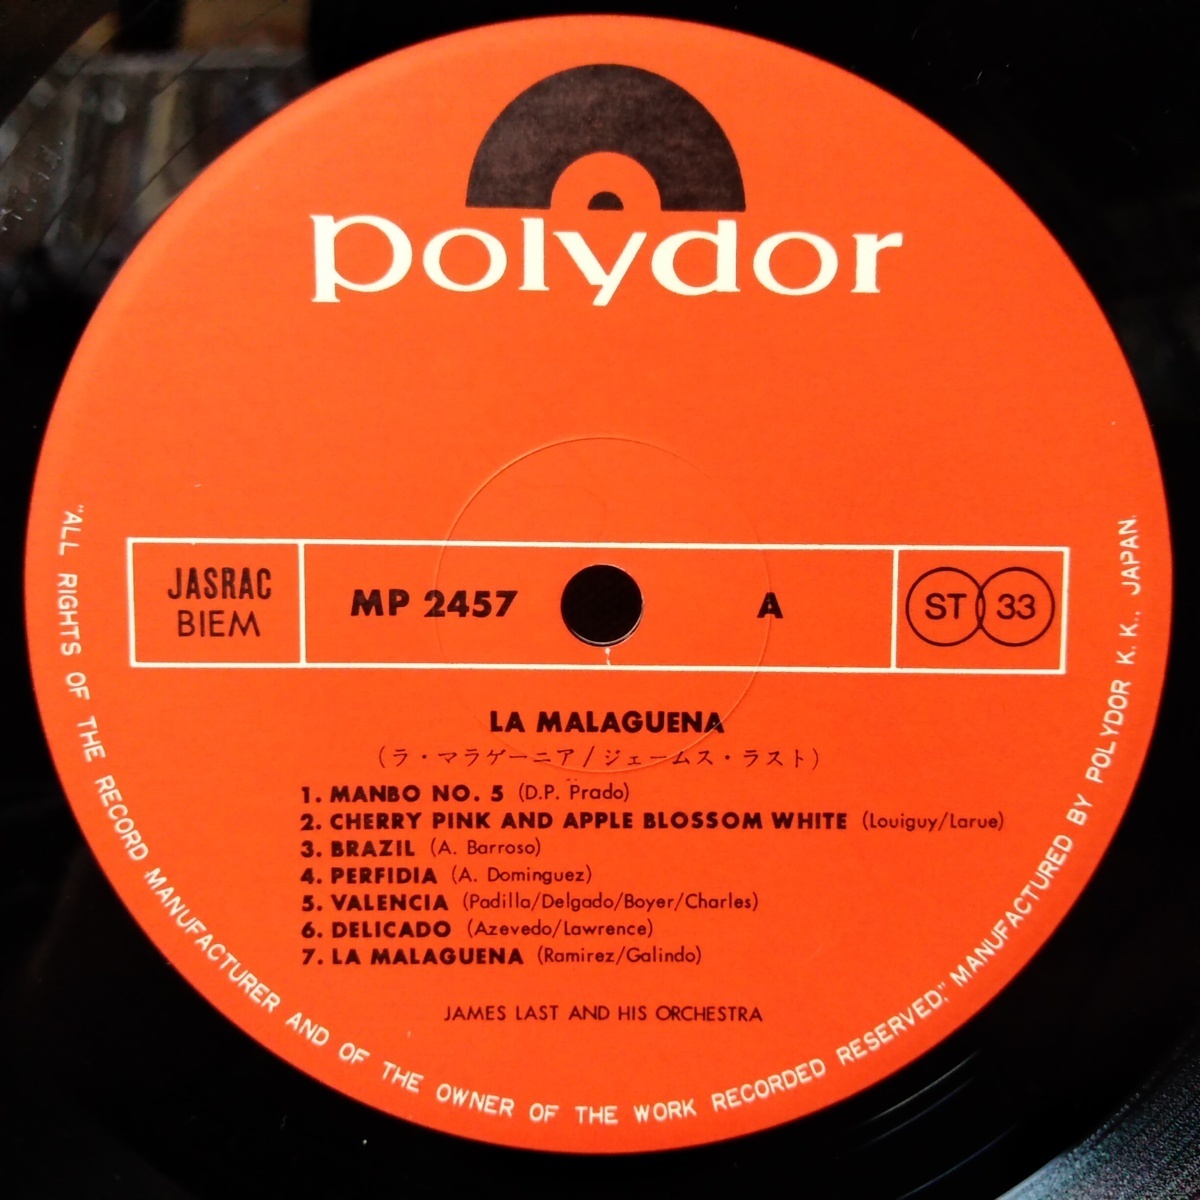 polydor
JASRAC
BIEM
MP 2457
A
ST 33
LA MALAGUENA
(ラ・マラゲーニア/ジェームス・ラスト)
1. MANBO NO. 5 (D.P. Prado)
2. CHERRY PINK AND APPLE BLOSSOM WHITE (Louiguy/Larue)
3. BRAZIL (A. Barroso)
4. PERFIDIA (A. Dominguez)
5. VALENCIA (Padilla/Delgado/Boyer/Charles)
6. DELICADO (Azevedo/Lawrence)
7. LA MALAGUENA (Ramirez/Galindo)
JAMES LAST AND HIS ORCHESTRA
"ALL RIGHTS OF THE RECORD MANUFACTURER AND OF THE OWNER OF THE WORK RECORDED RESERVED," MANUFACTURED BY POLYDOR K. K., JAPAN.